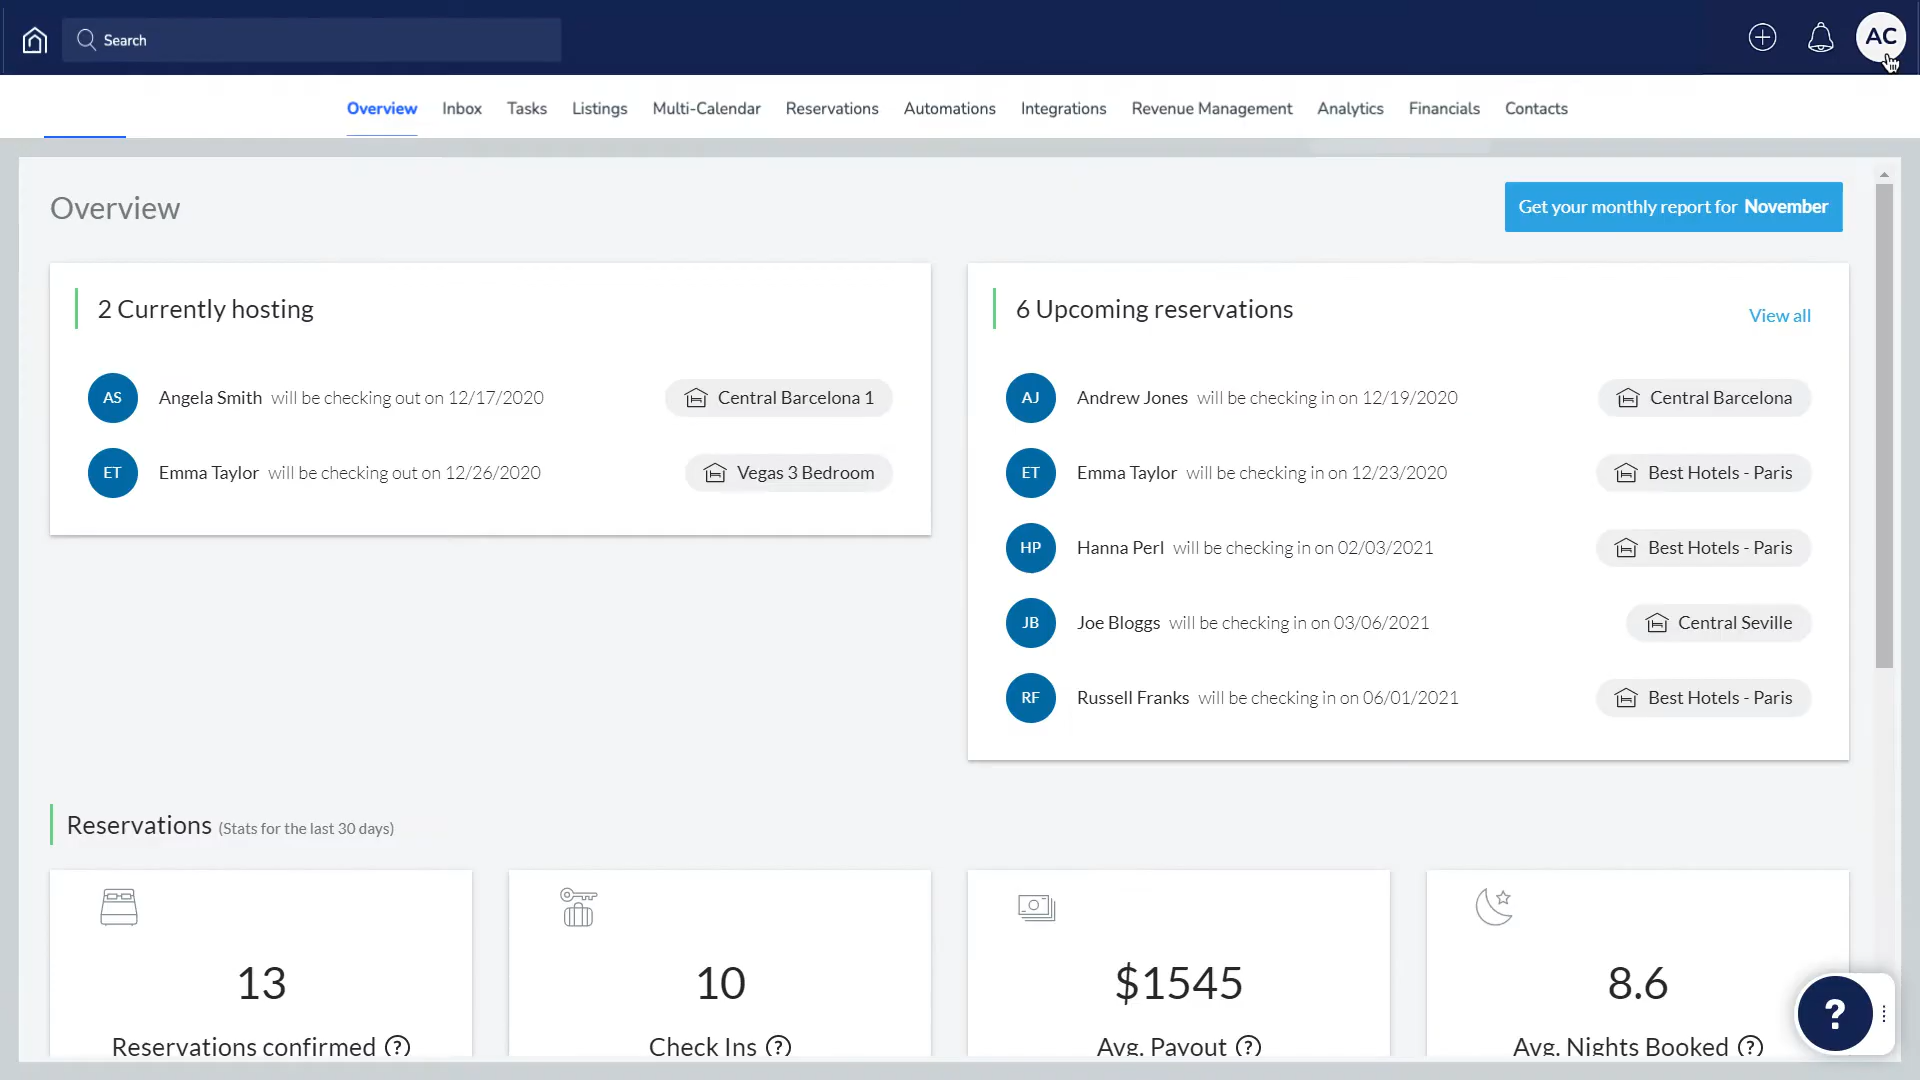 Search
AC
Overview Inbox Tasks Listings Multi-Calendar Reservations Automations Integrations Revenue Management Analytics Financials Contacts
Overview
Get your monthly report for November
2 Currently hosting
AS Angela Smith will be checking out on 12/17/2020 Central Barcelona 1
ET Emma Taylor will be checking out on 12/26/2020 Vegas 3 Bedroom
6 Upcoming reservations
View all
AJ Andrew Jones will be checking in on 12/19/2020 Central Barcelona
ET Emma Taylor will be checking in on 12/23/2020 Best Hotels - Paris
HP Hanna Perl will be checking in on 02/03/2021 Best Hotels - Paris
JB Joe Bloggs will be checking in on 03/06/2021 Central Seville
RF Russell Franks will be checking in on 06/01/2021 Best Hotels - Paris
Reservations (Stats for the last 30 days)
13
Reservations confirmed ?
10
Check Ins ?
$1545
Avg. Payout ?
8.6
Avg. Nights Booked ?
?